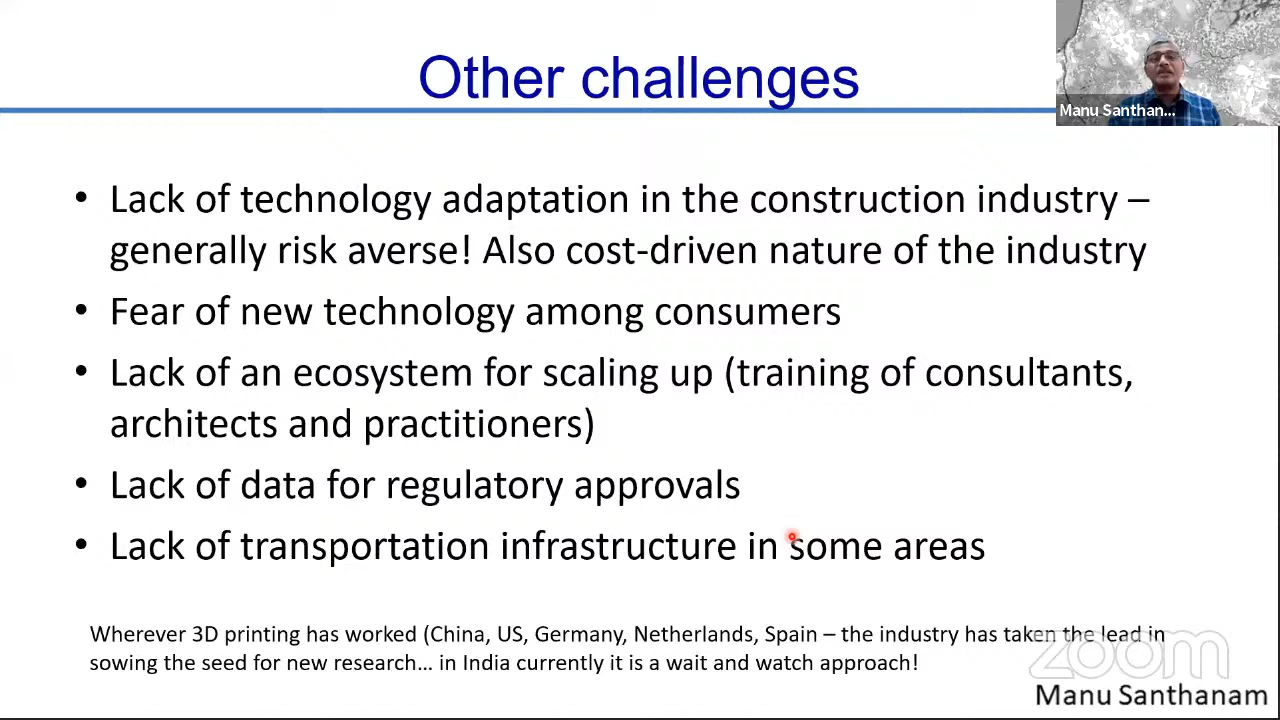 Other challenges
Manu Santhan...
• Lack of technology adaptation in the construction industry –
generally risk averse! Also cost-driven nature of the industry
• Fear of new technology among consumers
• Lack of an ecosystem for scaling up (training of consultants,
architects and practitioners)
• Lack of data for regulatory approvals
• Lack of transportation infrastructure in some areas
Wherever 3D printing has worked (China, US, Germany, Netherlands, Spain – the industry has taken the lead in
sowing the seed for new research... in India currently it is a wait and watch approach!
zoom
Manu Santhanam